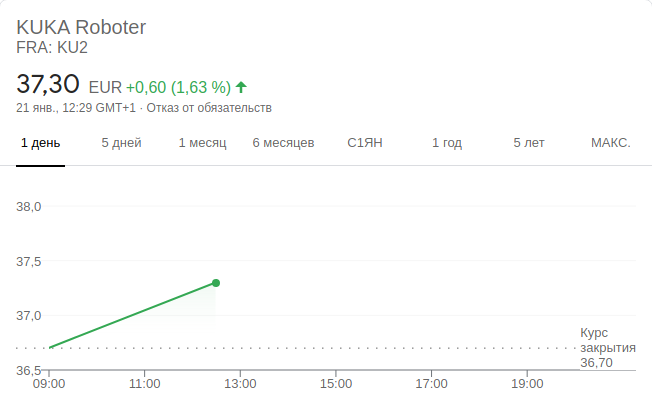 KUKA Roboter
FRA: KU2
37,30 EUR +0,60 (1,63 %)
21 янв., 12:29 GMT+1 · Отказ от обязательств
1 день 5 дней 1 месяц 6 месяцев С1ЯН 1 год 5 лет МАКС.
38,0
37,5
37,0
36,5
Курс
закрытия
36,70
09:00 11:00 13:00 15:00 17:00 19:00